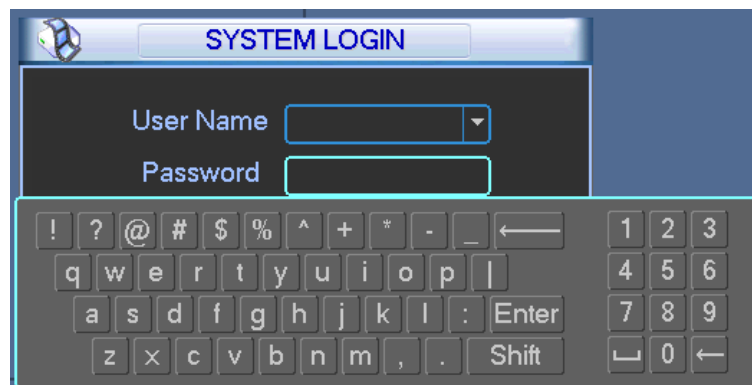 SYSTEM LOGIN
User Name
Password
! ? @ # $ % ^ + * - _ 1 2 3
q w e r t y u i o p | 4 5 6
a s d f g h j k l : Enter 7 8 9
z x c v b n m , . Shift 0